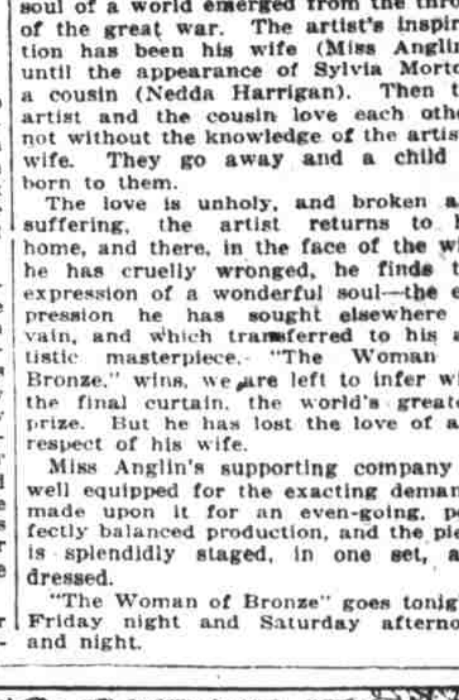 soul of a world emerged from the thro
of the great war. The artist's inspir
tion has been his wife (Miss Anglin
until the appearance of Sylvia Morto
a cousin (Nedda Harrigan). Then t
artist and the cousin love each othe
not without the knowledge of the artis
wife. They go away and a child
born to them.
The love is unholy, and broken a
suffering, the artist returns to h
home, and there, in the face of the wi
he has cruelly wronged, he finds t
expression of a wonderful soul—the e
pression he has sought elsewhere
vain, and which transferred to his a
tistic masterpiece, "The Woman
Bronze," wins, we are left to infer wi
the final curtain, the world's greate
prize. But he has lost the love of a
respect of his wife.
Miss Anglin's supporting company
well equipped for the exacting deman
made upon it for an even-going, pe
fectly balanced production, and the pie
is splendidly staged, in one set, a
dressed.
"The Woman of Bronze" goes tonig
Friday night and Saturday afterno
and night.